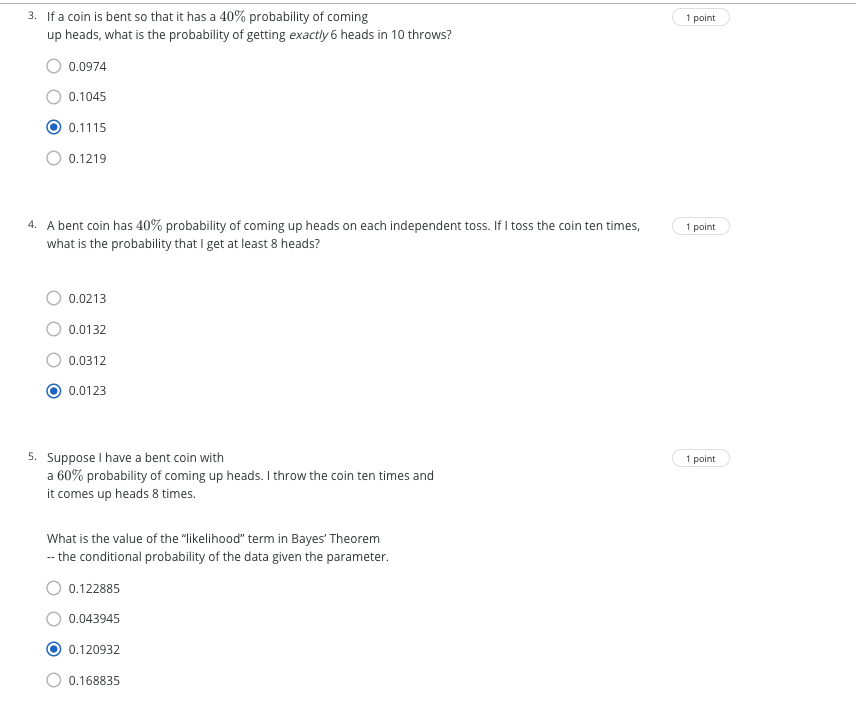 3. If a coin is bent so that it has a 40% probability of coming 1 point
up heads, what is the probability of getting exactly 6 heads in 10 throws?
0.0974
0.1045
0.1115
0.1219
4. A bent coin has 40% probability of coming up heads on each independent toss. If I toss the coin ten times, 1 point
what is the probability that I get at least 8 heads?
0.0213
0.0132
0.0312
0.0123
5. Suppose I have a bent coin with 1 point
a 60% probability of coming up heads. I throw the coin ten times and
it comes up heads 8 times.
What is the value of the “likelihood” term in Bayes’ Theorem
-- the conditional probability of the data given the parameter.
0.122885
0.043945
0.120932
0.168835